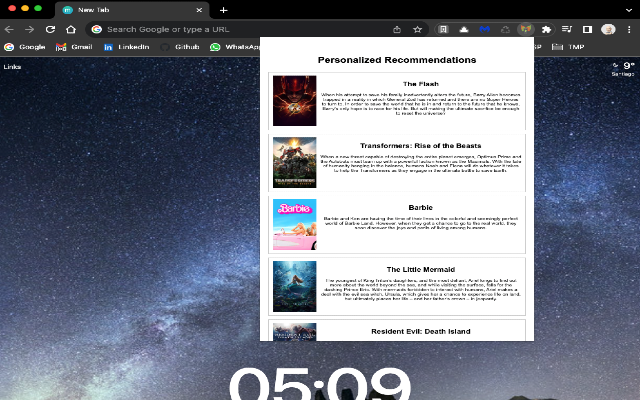 New Tab
Search Google or type a URL
Google
Gmail
LinkedIn
Github
WhatsApp
SP
TMP
Links
9°
Santiago
Personalized Recommendations
The Flash
When his attempt to save his family inadvertently alters the future, Barry Allen becomes
trapped in a reality in which General Zod has returned and there are no Super Heroes
to turn to. In order to save the world that he is in and return to the future that he knows,
Barry's only hope is to race for his life. But will making the ultimate sacrifice be enough
to reset the universe?
Transformers: Rise of the Beasts
When a new threat capable of destroying the entire planet emerges, Optimus Prime and
the Autobots must team up with a powerful faction known as the Maximals. With the fate
of humanity hanging in the balance, humans Noah and Elena will do whatever it takes
to help the Transformers as they engage in the ultimate battle to save Earth.
Barbie
Barbie
Barbie and Ken are having the time of their lives in the colorful and seemingly perfect
world of Barbie Land. However, when they get a chance to go to the real world, they
soon discover the joys and perils of living among humans.
The Little Mermaid
The youngest of King Triton's daughters, and the most defiant, Ariel longs to find out
more about the world beyond the sea, and while visiting the surface, falls for the
dashing Prince Eric. With mermaids forbidden to interact with humans, Ariel makes a
deal with the evil sea witch, Ursula, which gives her a chance to experience life on land,
but ultimately places her life – and her father's crown – in jeopardy.
Resident Evil: Death Island
05:09